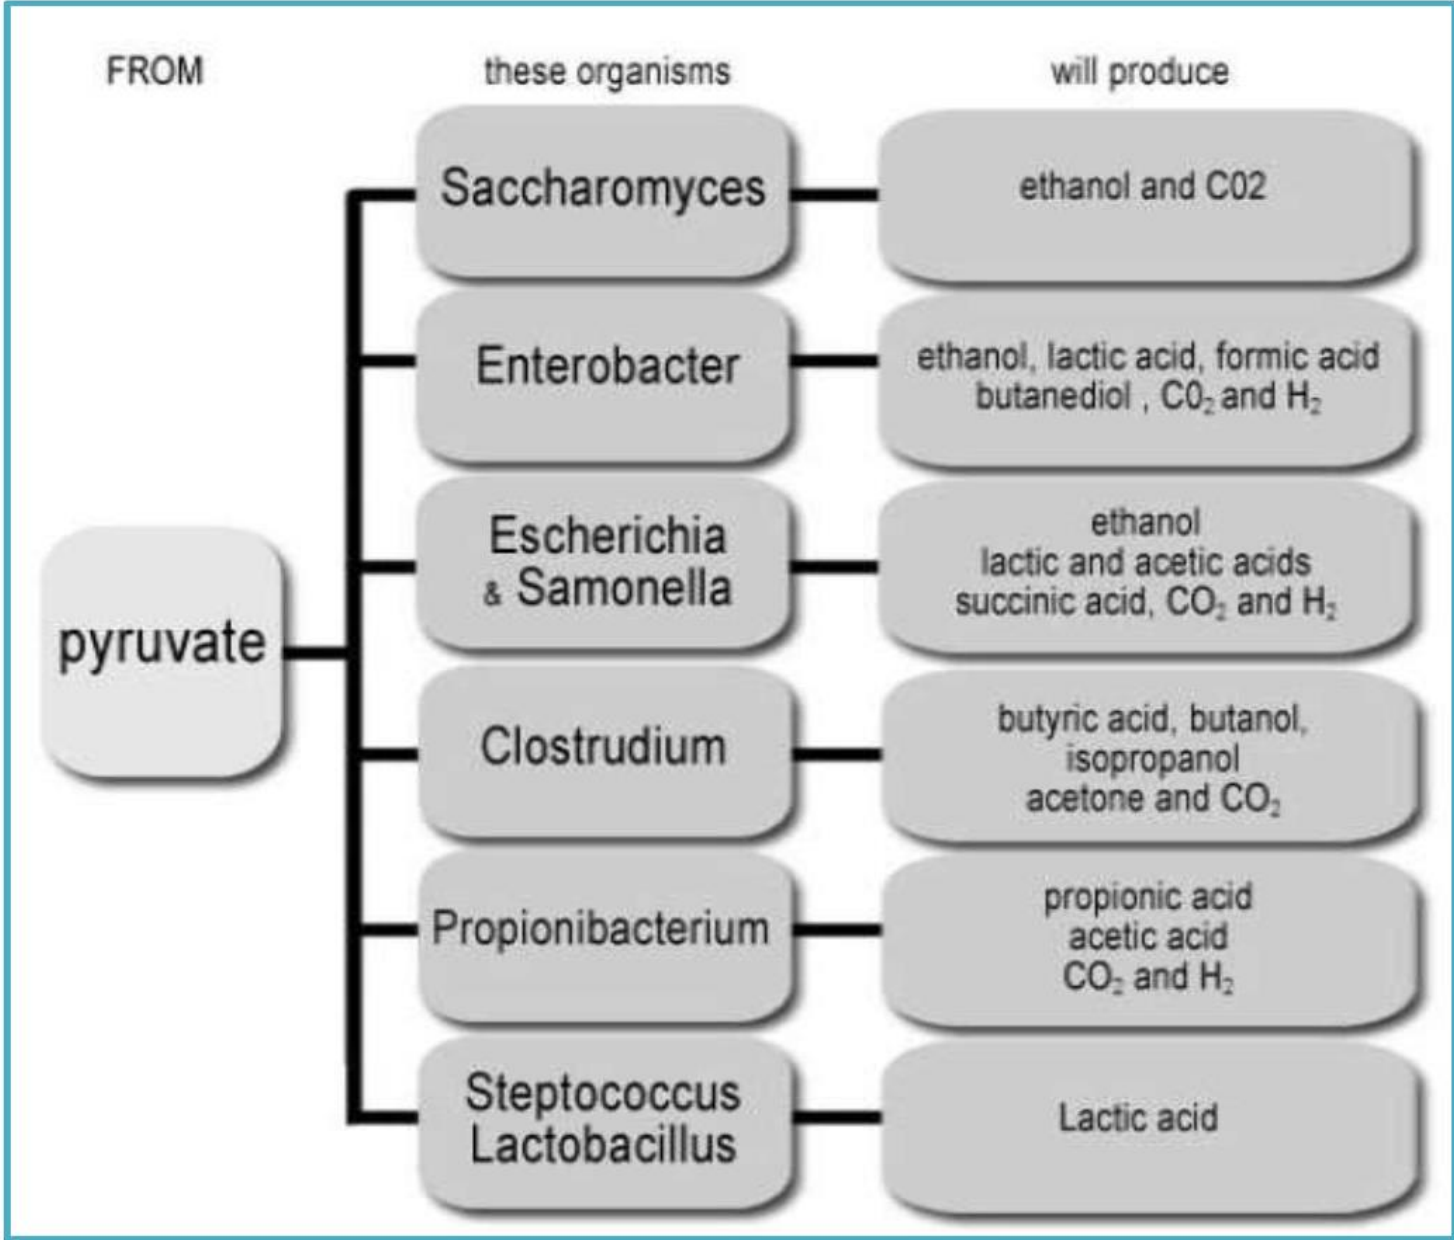 FROM these organisms will produce
Saccharomyces
ethanol and C02
Enterobacter
ethanol, lactic acid, formic acid
butanediol , C0₂ and H₂
Escherichia
& Samonella
ethanol
lactic and acetic acids
succinic acid, CO₂ and H₂
pyruvate
Clostrudium
butyric acid, butanol,
isopropanol
acetone and CO₂
Propionibacterium
propionic acid
acetic acid
CO₂ and H₂
Steptococcus
Lactobacillus
Lactic acid